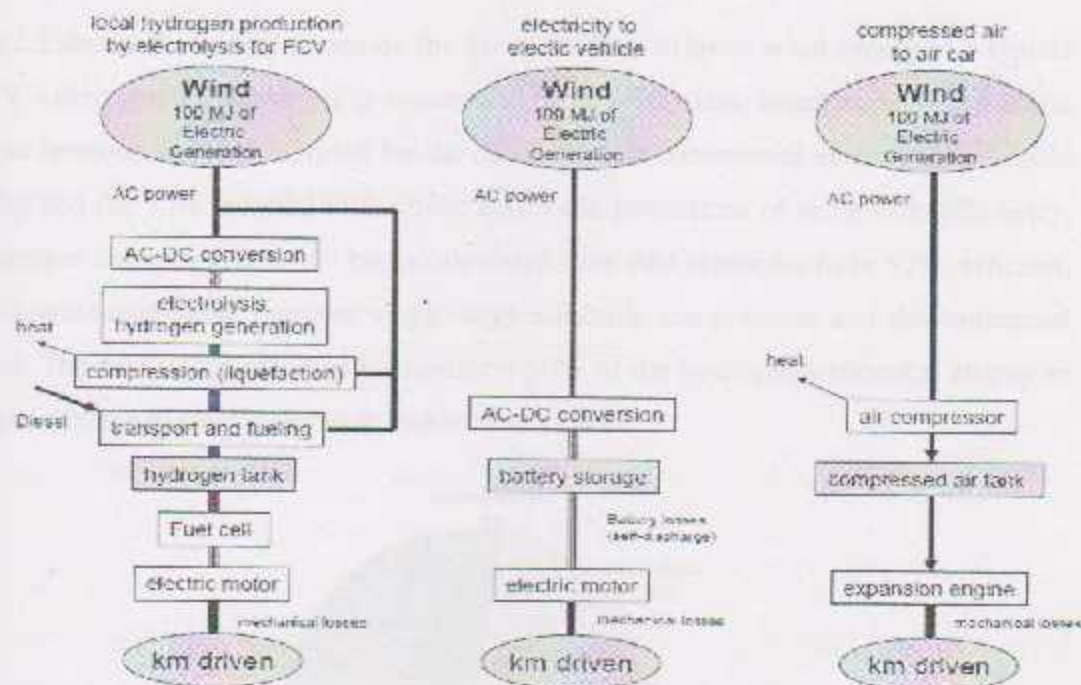 local hydrogen production
by electrolysis for FCV
Wind
100 MJ of
Electric
Generation
AC power
AC-DC conversion
electrolysis,
hydrogen generation
heat
compression (liquefaction)
Diesel
transport and fueling
hydrogen tank
Fuel cell
electric motor
mechanical losses
km driven
electricity to
electic vehicle
Wind
100 MJ of
Electric
Generation
AC power
AC-DC conversion
battery storage
Battery losses
(self-discharge)
electric motor
mechanical losses
km driven
compressed air
to air car
Wind
100 MJ of
Electric
Generation
AC power
heat
air compressor
compressed air tank
expansion engine
mechanical losses
km driven